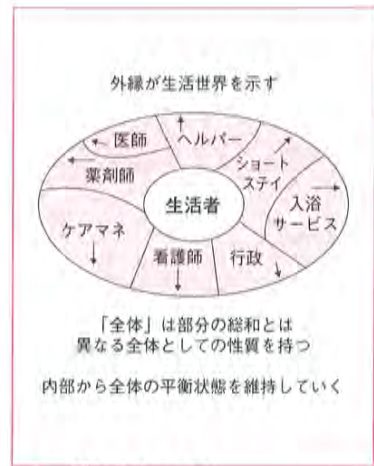 外縁が生活世界を示す
医師
ヘルパー
薬剤師
ショート
ステイ
生活者
入浴
サービス
ケアマネ
看護師
行政
「全体」は部分の総和とは
異なる全体としての性質を持つ
内部から全体の平衡状態を維持していく